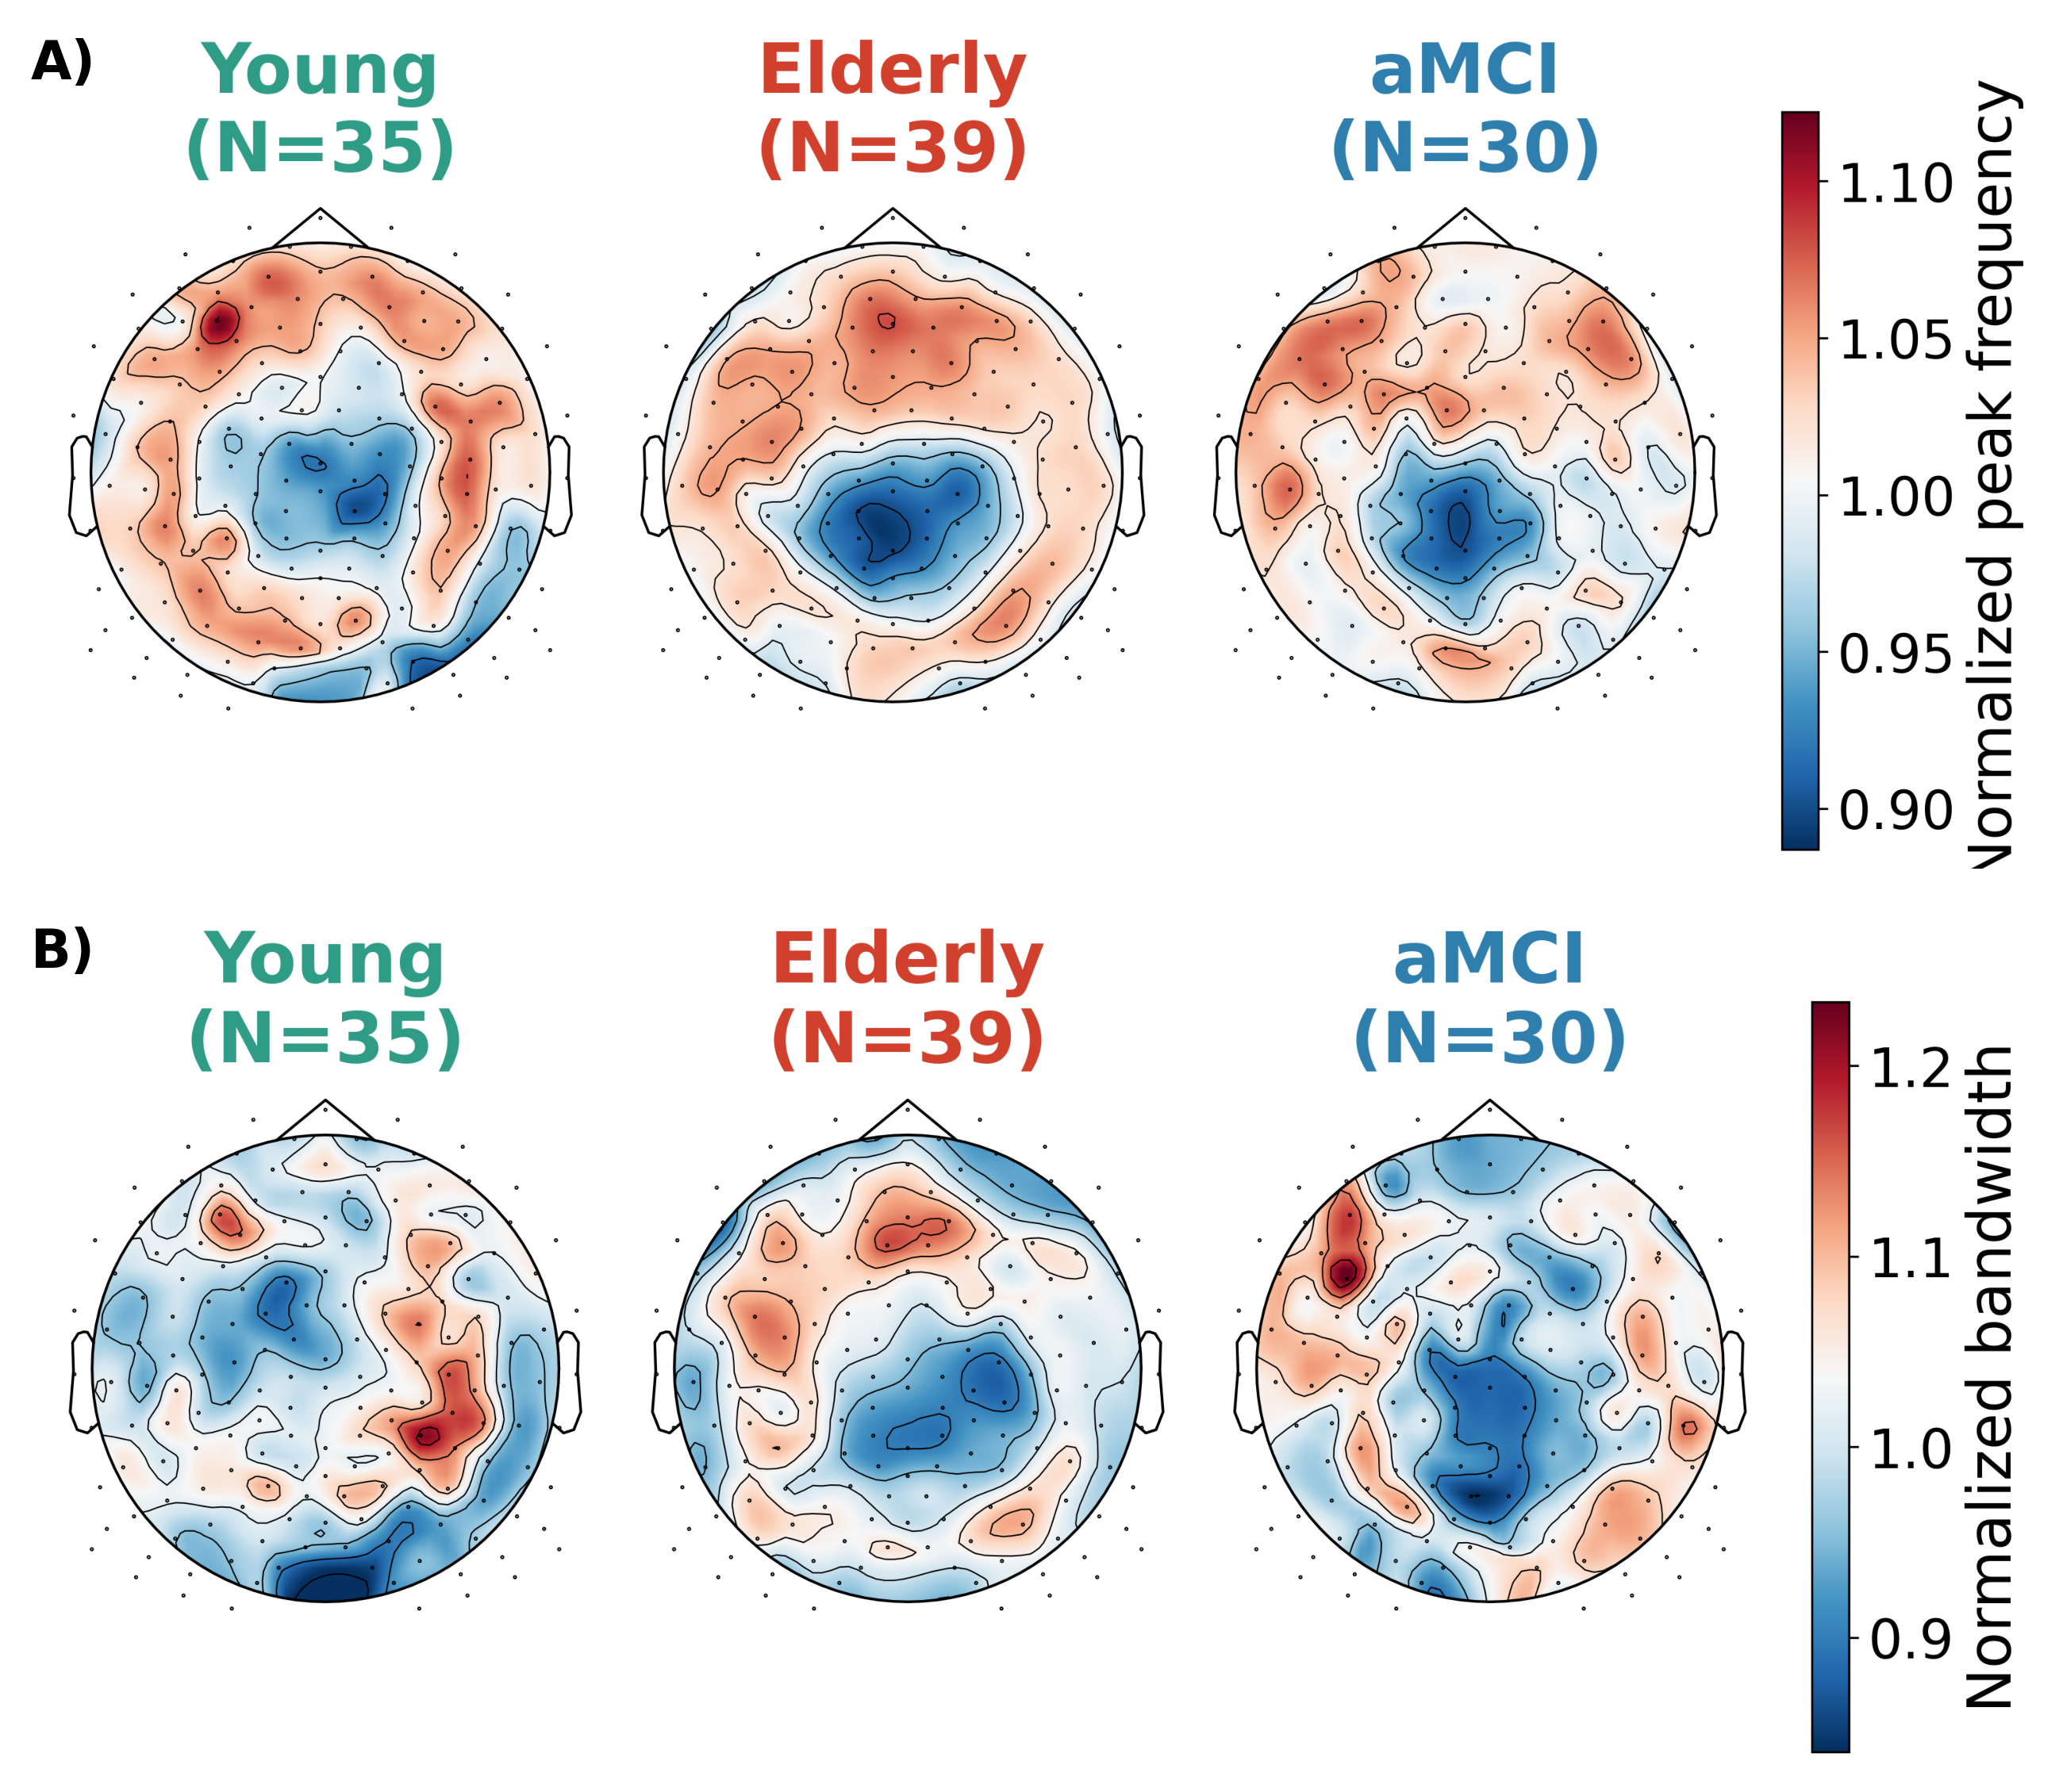 A)
Young
(N=35)
Elderly
(N=39)
aMCI
(N=30)
1.10
1.05
1.00
0.95
0.90
Normalized peak frequency
B)
Young
(N=35)
Elderly
(N=39)
aMCI
(N=30)
1.2
1.1
1.0
0.9
Normalized bandwidth